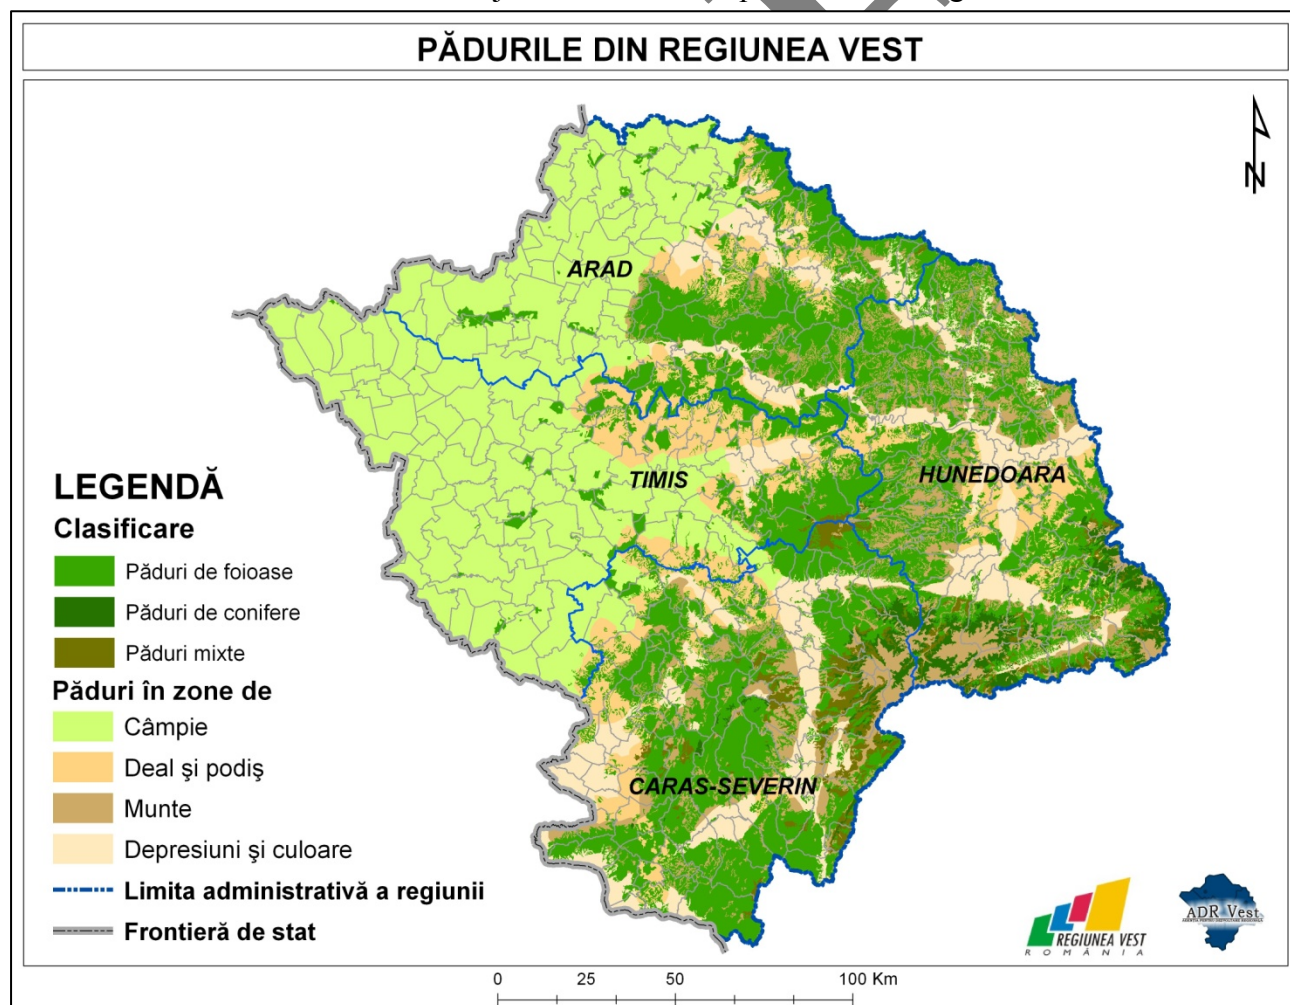 PĂDURILE DIN REGIUNEA VEST
N
ARAD
TIMIS
HUNEDOARA
CARAS-SEVERIN
LEGENDĂ
Clasificare
Păduri de foioase
Păduri de conifere
Păduri mixte
Păduri în zone de
Câmpie
Deal şi podiş
Munte
Depresiuni şi culoare
Limita administrativă a regiunii
Frontieră de stat
REGIUNEA VEST
ROMÂNIA
ADR Vest
0 25 50 100 Km